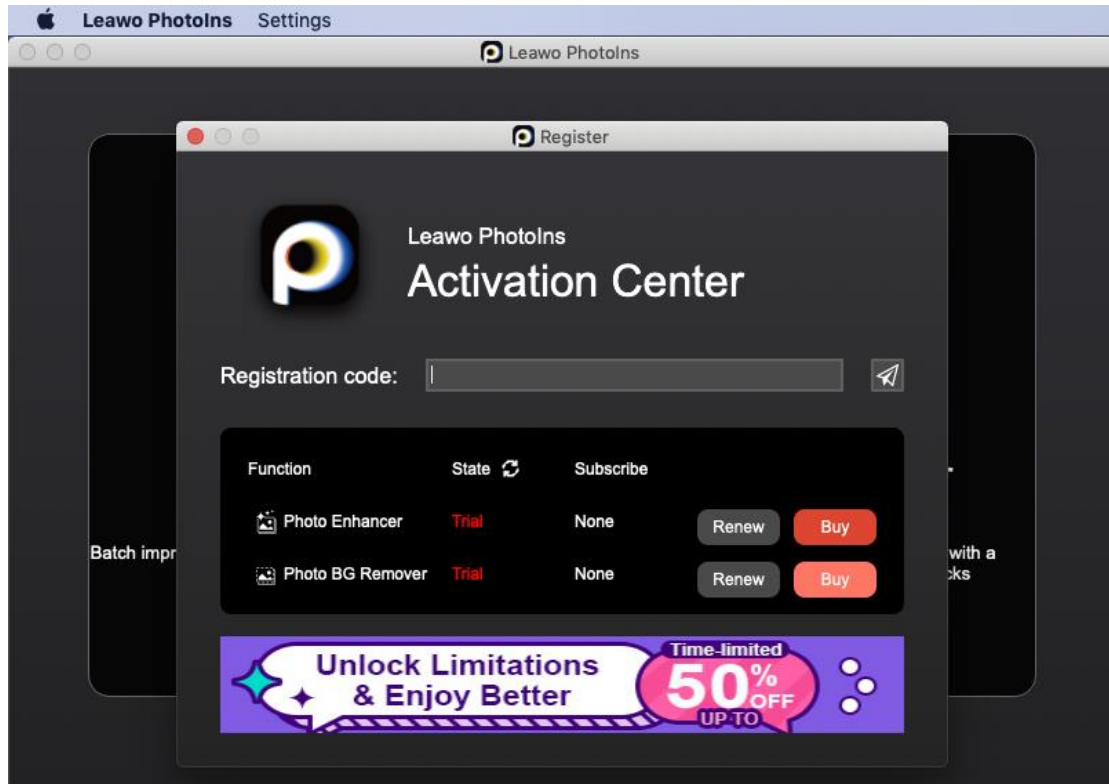 Leawo PhotoIns Settings
Leawo PhotoIns
Register
Leawo PhotoIns
Activation Center
Registration code:
Function State Subscribe
Photo Enhancer Trial None Renew Buy
Photo BG Remover Trial None Renew Buy
Batch impr
with a
cks
Unlock Limitations
& Enjoy Better
Time-limited
50% OFF
UP TO